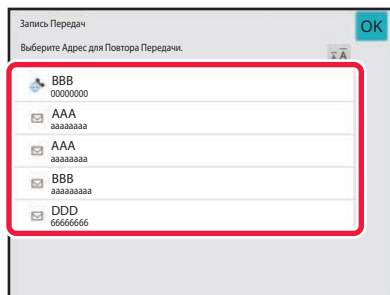 Запись Передач
OK
Выберите Адрес для Повтора Передачи.
BBB
00000000
AAA
aaaaaaaa
AAA
aaaaaaaa
BBB
aaaaaaaaa
DDD
66666666